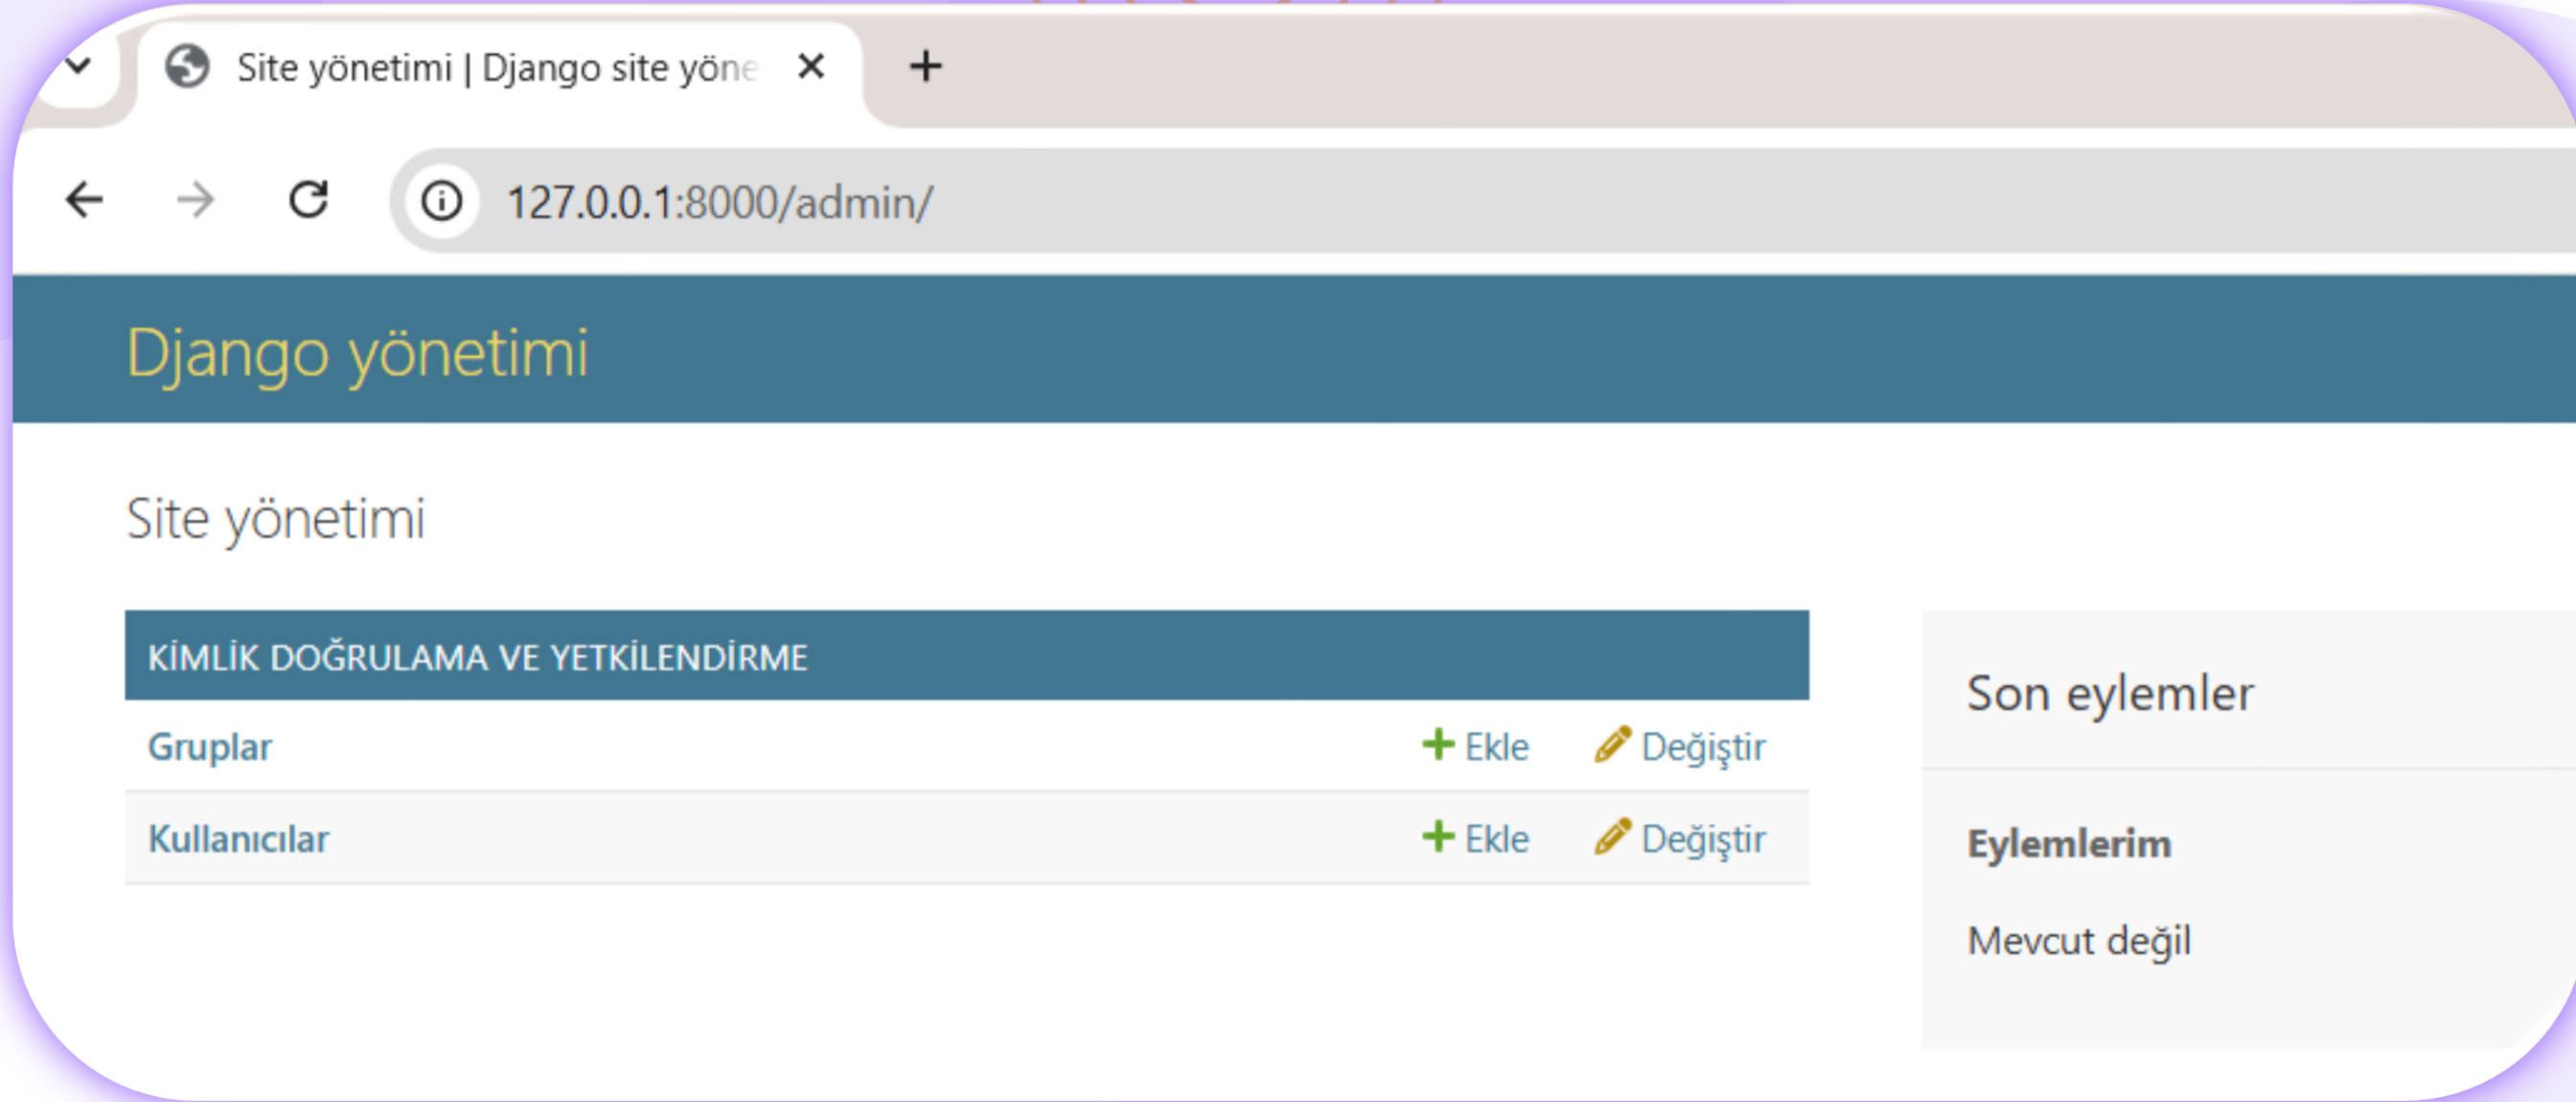 Site yönetimi | Django site yöne
127.0.0.1:8000/admin/
Django yönetimi
Site yönetimi
KİMLİK DOĞRULAMA VE YETKİLENDİRME
Gruplar Ekle Değiştir
Kullanıcılar Ekle Değiştir
Son eylemler
Eylemlerim
Mevcut değil